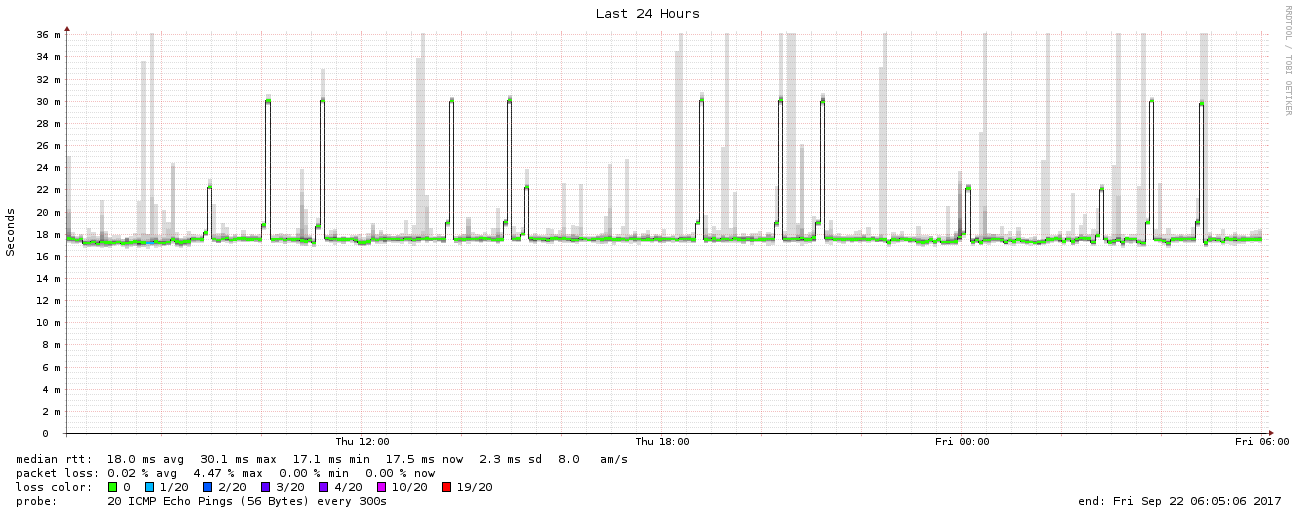 Last 24 Hours
RRDTOOL / TOBI OETIKER
Seconds
36 m
34 m
32 m
30 m
28 m
26 m
24 m
22 m
20 m
18 m
16 m
14 m
12 m
10 m
8 m
6 m
4 m
2 m
0
Thu 12:00 Thu 18:00 Fri 00:00 Fri 06:00
median rtt: 18.0 ms avg 30.1 ms max 17.1 ms min 17.5 ms now 2.3 ms sd 8.0 am/s
packet loss: 0.02 % avg 4.47 % max 0.00 % min 0.00 % now
loss color: 0 1/20 2/20 3/20 4/20 10/20 19/20
probe: 20 ICMP Echo Pings (56 Bytes) every 300s end: Fri Sep 22 06:05:06 2017